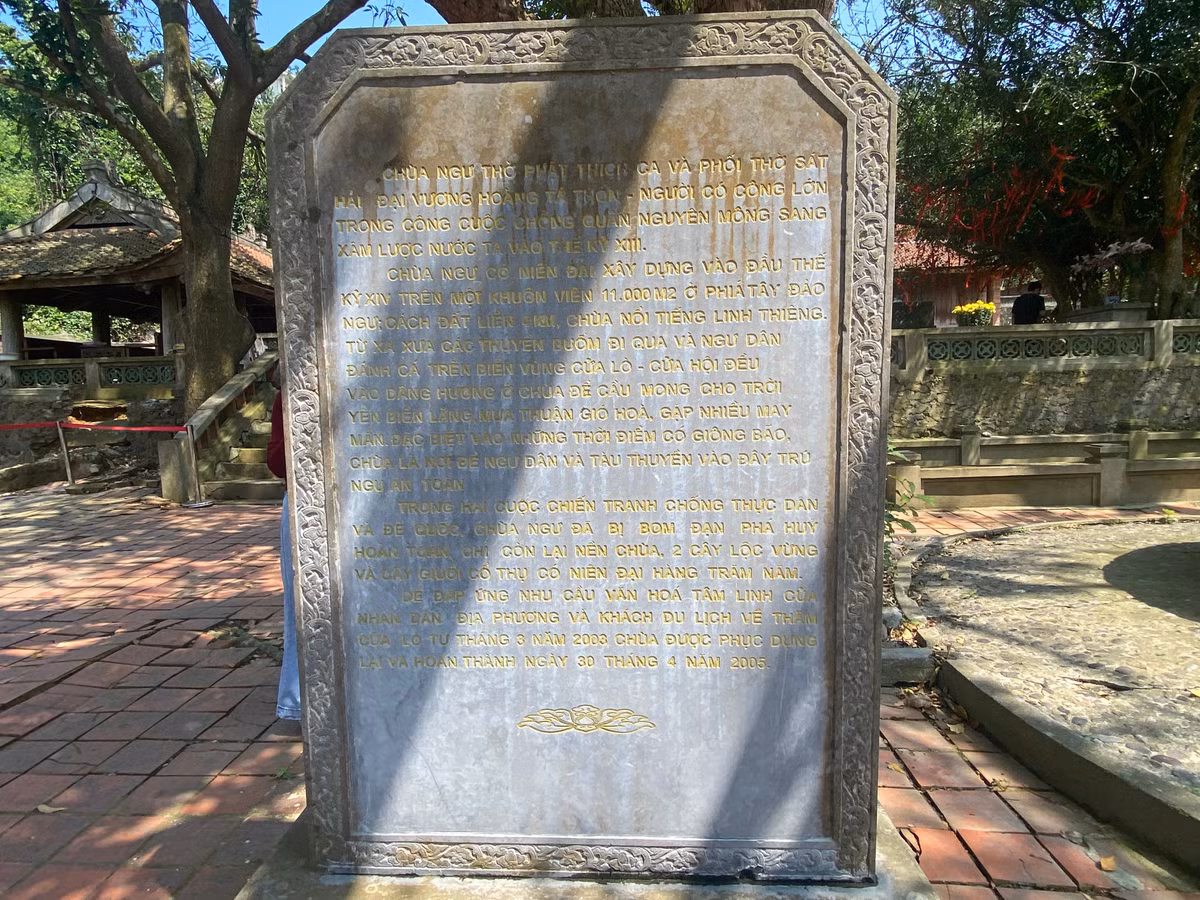 CHÙA NGƯ THỜ PHẬT THÍCH CA VÀ PHỐI THỜ SÁT
HẢI ĐẠI VƯƠNG HOÀNG TÁ THỐN - NGƯỜI CÓ CÔNG LỚN
TRONG CÔNG CUỘC CHỐNG QUÂN NGUYÊN MÔNG SANG
XÂM LƯỢC NƯỚC TA VÀO THẾ KỶ XIII.
CHÙA NGƯ CÓ NIÊN ĐẠI XÂY DỰNG VÀO ĐẦU THẾ
KỶ XIV TRÊN MỘT KHUÔN VIÊN 11.000 M2 Ở PHIÁ TÂY ĐẢO
NGƯ, CÁCH ĐẤT LIỀN 4KM, CHÙA NỔI TIẾNG LINH THIÊNG.
TỪ XA XƯA CÁC THUYỀN BUỒM ĐI QUA VÀ NGƯ DÂN
ĐÁNH CÁ TRÊN BIỂN VÙNG CỬA LÒ - CỬA HỘI ĐỀU
VÀO DÂNG HƯƠNG Ở CHÙA ĐỂ CẦU MONG CHO TRỜI
YÊN BIỂN LẶNG, MƯA THUẬN GIÓ HOÀ, GẶP NHIỀU MAY
MẮN. ĐẶC BIỆT VÀO NHỮNG THỜI ĐIỂM CÓ GIÔNG BÃO,
CHÙA LÀ NƠI ĐỂ NGƯ DÂN VÀ TÀU THUYỀN VÀO ĐÂY TRÚ
NGỤ AN TOÀN
TRONG HAI CUỘC CHIẾN TRANH CHỐNG THỰC DÂN
VÀ ĐẾ QUỐC, CHÙA NGƯ ĐÃ BỊ BOM ĐẠN PHÁ HUỶ
HOÀN TOÀN, CHỈ CÒN LẠI NỀN CHÙA, 2 CÂY LỘC VỪNG
VÀ CÂY DUỐI CỔ THỤ CÓ NIÊN ĐẠI HÀNG TRĂM NĂM.
ĐỂ ĐÁP ỨNG NHU CẦU VĂN HOÁ TÂM LINH CỦA
NHÂN DÂN ĐỊA PHƯƠNG VÀ KHÁCH DU LỊCH VỀ THĂM
CỬA LÒ TỪ THÁNG 3 NĂM 2003 CHÙA ĐƯỢC PHỤC DỰNG
LẠI VÀ HOÀN THÀNH NGÀY 30 THÁNG 4 NĂM 2005.